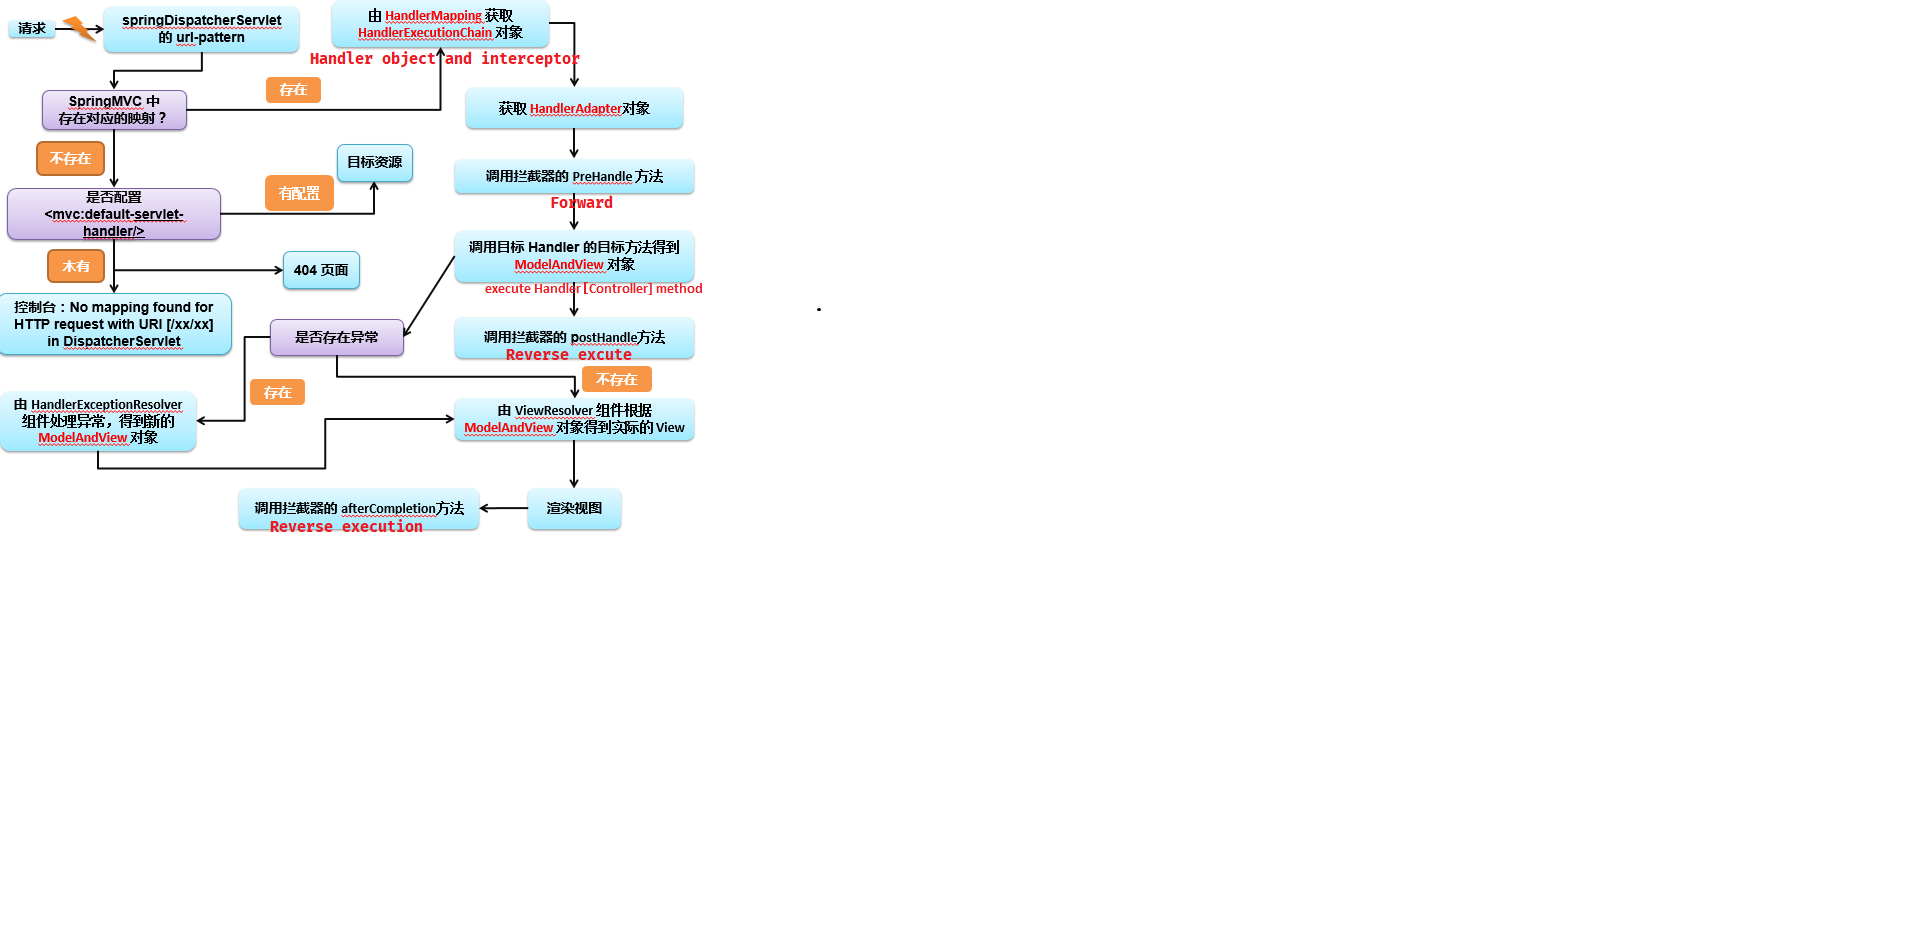 请求
springDispatcherServlet
的 url-pattern
由 HandlerMapping 获取
HandlerExecutionChain 对象
Handler object and interceptor
存在
SpringMVC 中
存在对应的映射？
获取 HandlerAdapter对象
不存在
目标资源
调用拦截器的 PreHandle 方法
Forward
是否配置
<mvc:default-servlet-
handler/>
有配置
调用目标 Handler 的目标方法得到
ModelAndView 对象
execute Handler [Controller] method
木有
404 页面
控制台：No mapping found for
HTTP request with URI [/xx/xx]
in DispatcherServlet
是否存在异常
调用拦截器的 postHandle方法
Reverse excute
不存在
存在
由 HandlerExceptionResolver
组件处理异常，得到新的
ModelAndView 对象
由 ViewResolver 组件根据
ModelAndView 对象得到实际的 View
调用拦截器的 afterCompletion方法
Reverse execution
渲染视图